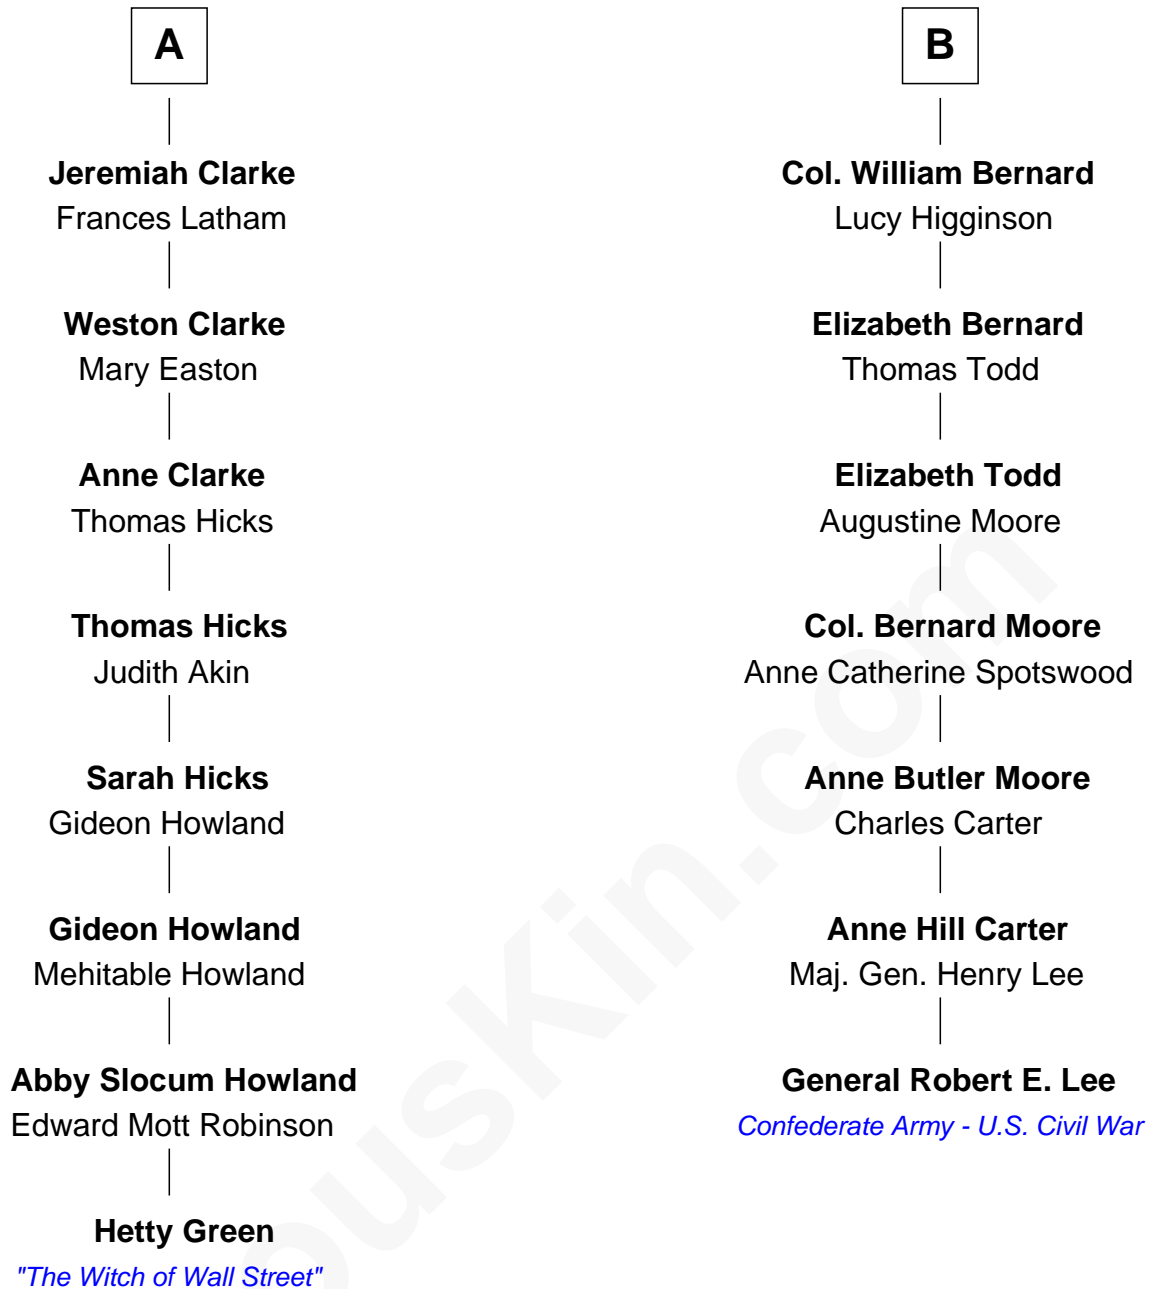 A
Jeremiah Clarke
Frances Latham
Weston Clarke
Mary Easton
Anne Clarke
Thomas Hicks
Thomas Hicks
Judith Akin
Sarah Hicks
Gideon Howland
Gideon Howland
Mehitable Howland
Abby Slocum Howland
Edward Mott Robinson
Hetty Green
"The Witch of Wall Street"
B
Col. William Bernard
Lucy Higginson
Elizabeth Bernard
Thomas Todd
Elizabeth Todd
Augustine Moore
Col. Bernard Moore
Anne Catherine Spotswood
Anne Butler Moore
Charles Carter
Anne Hill Carter
Maj. Gen. Henry Lee
General Robert E. Lee
Confederate Army - U.S. Civil War
ousKin.com